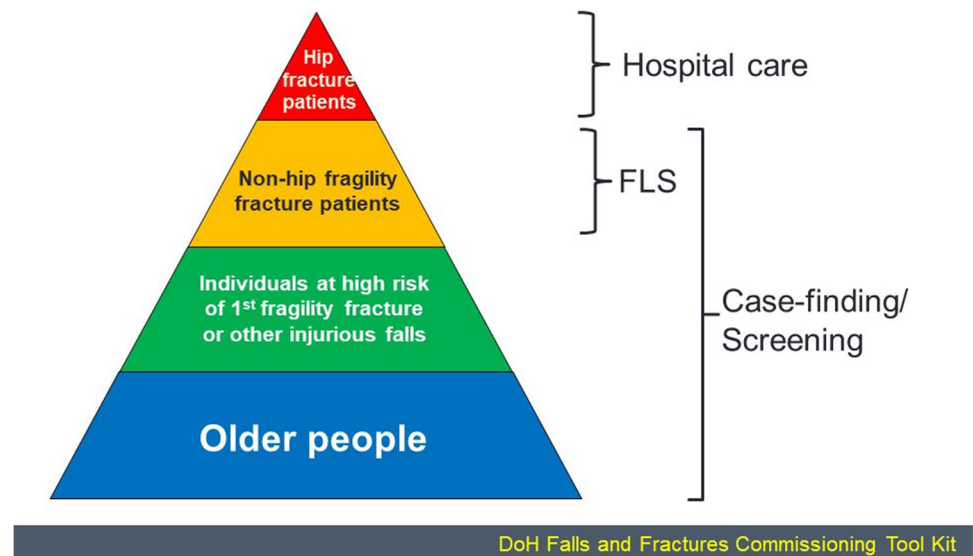 Hip
fracture
patients
Hospital care
Non-hip fragility
fracture patients
FLS
Individuals at high risk
of 1st fragility fracture
or other injurious falls
Case-finding/
Screening
Older people
DoH Falls and Fractures Commissioning Tool Kit